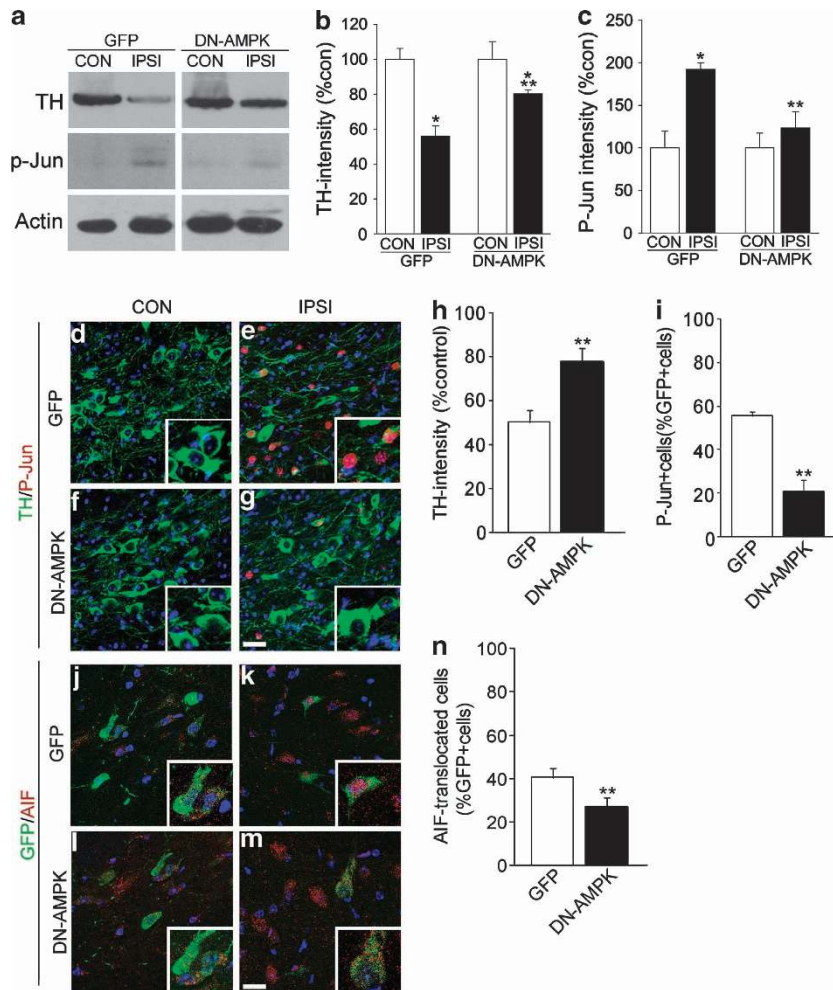 a
GFP
DN-AMPK
CON IPSI CON IPSI
TH
p-Jun
Actin
b
TH-intensity (%con)
120
100
80
60
40
20
0
*
*
**
CON IPSI CON IPSI
GFP DN-AMPK
c
P-Jun intensity (%con)
250
200
150
100
50
0
*
**
CON IPSI CON IPSI
GFP DN-AMPK
CON IPSI
TH/P-Jun
GFP
d e
DN-AMPK
f g
h
TH-intensity (%control)
100
80
60
40
20
0
**
GFP
DN-AMPK
i
P-Jun+cells(%GFP+cells)
100
80
60
40
20
0
**
GFP
DN-AMPK
GFP/AIF
GFP
j k
DN-AMPK
l m
n
AIF-translocated cells
(%GFP+cells)
100
80
60
40
20
0
**
GFP
DN-AMPK